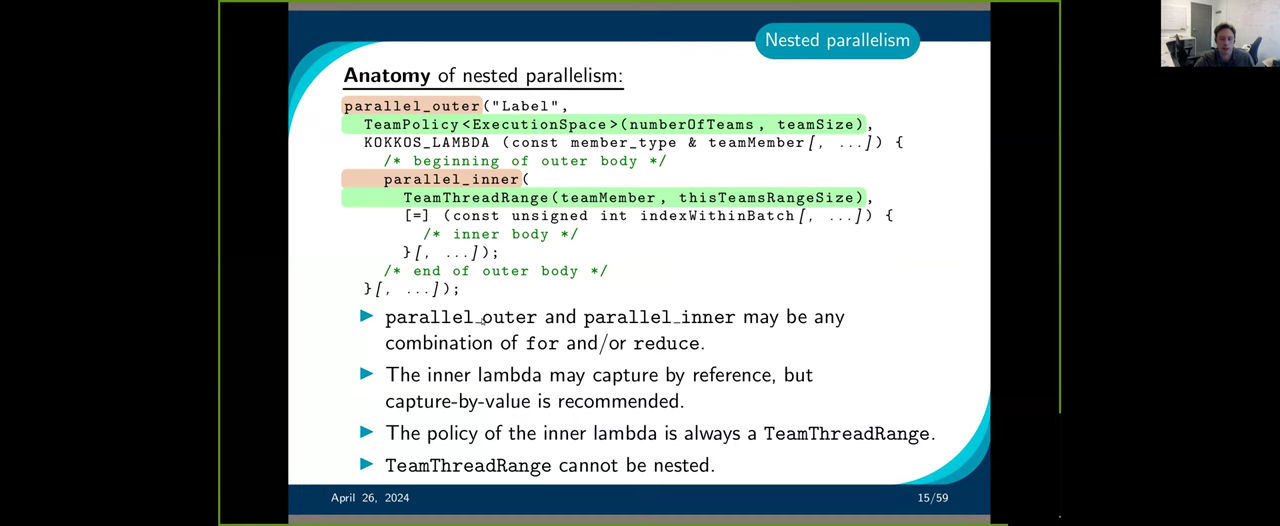 Nested parallelism
Anatomy of nested parallelism:
parallel_outer("Label",
TeamPolicy<ExecutionSpace>(numberOfTeams, teamSize),
KOKKOS_LAMBDA (const member_type & teamMember[, ...]) {
/* beginning of outer body */
parallel_inner(
TeamThreadRange(teamMember, thisTeamsRangeSize),
[=] (const unsigned int indexWithinBatch[, ...]) {
/* inner body */
}[, ...]);
/* end of outer body */
}[, ...]);
▶ parallel_outer and parallel_inner may be any
combination of for and/or reduce.
▶ The inner lambda may capture by reference, but
capture-by-value is recommended.
▶ The policy of the inner lambda is always a TeamThreadRange.
▶ TeamThreadRange cannot be nested.
April 26, 2024 15/59